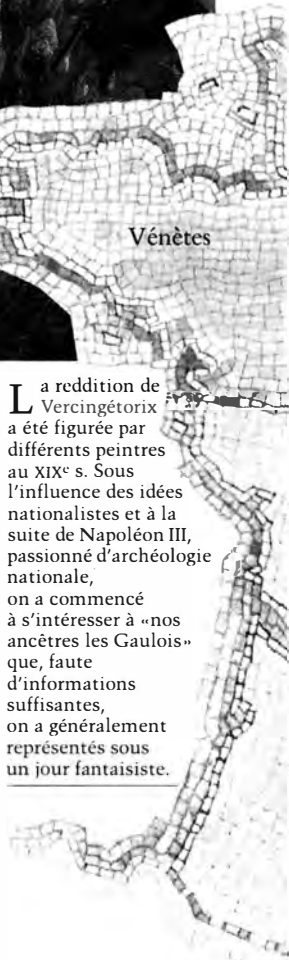 Vénètes
La reddition de
Vercingétorix
a été figurée par
différents peintres
au XIXᵉ s. Sous
l'influence des idées
nationalistes et à la
suite de Napoléon III,
passionné d'archéologie
nationale,
on a commencé
à s'intéresser à «nos
ancêtres les Gaulois»
que, faute
d'informations
suffisantes,
on a généralement
représentés sous
un jour fantaisiste.